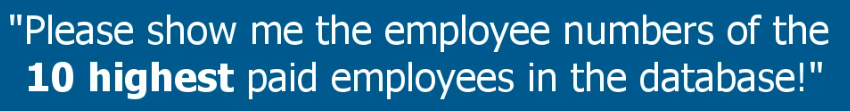 "Please show me the employee numbers of the
10 highest paid employees in the database!"